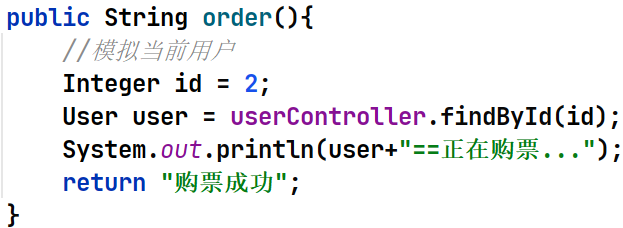 public String order(){
//模拟当前用户
Integer id = 2;
User user = userController.findById(id);
System.out.println(user+"==正在购票...");
return "购票成功";
}